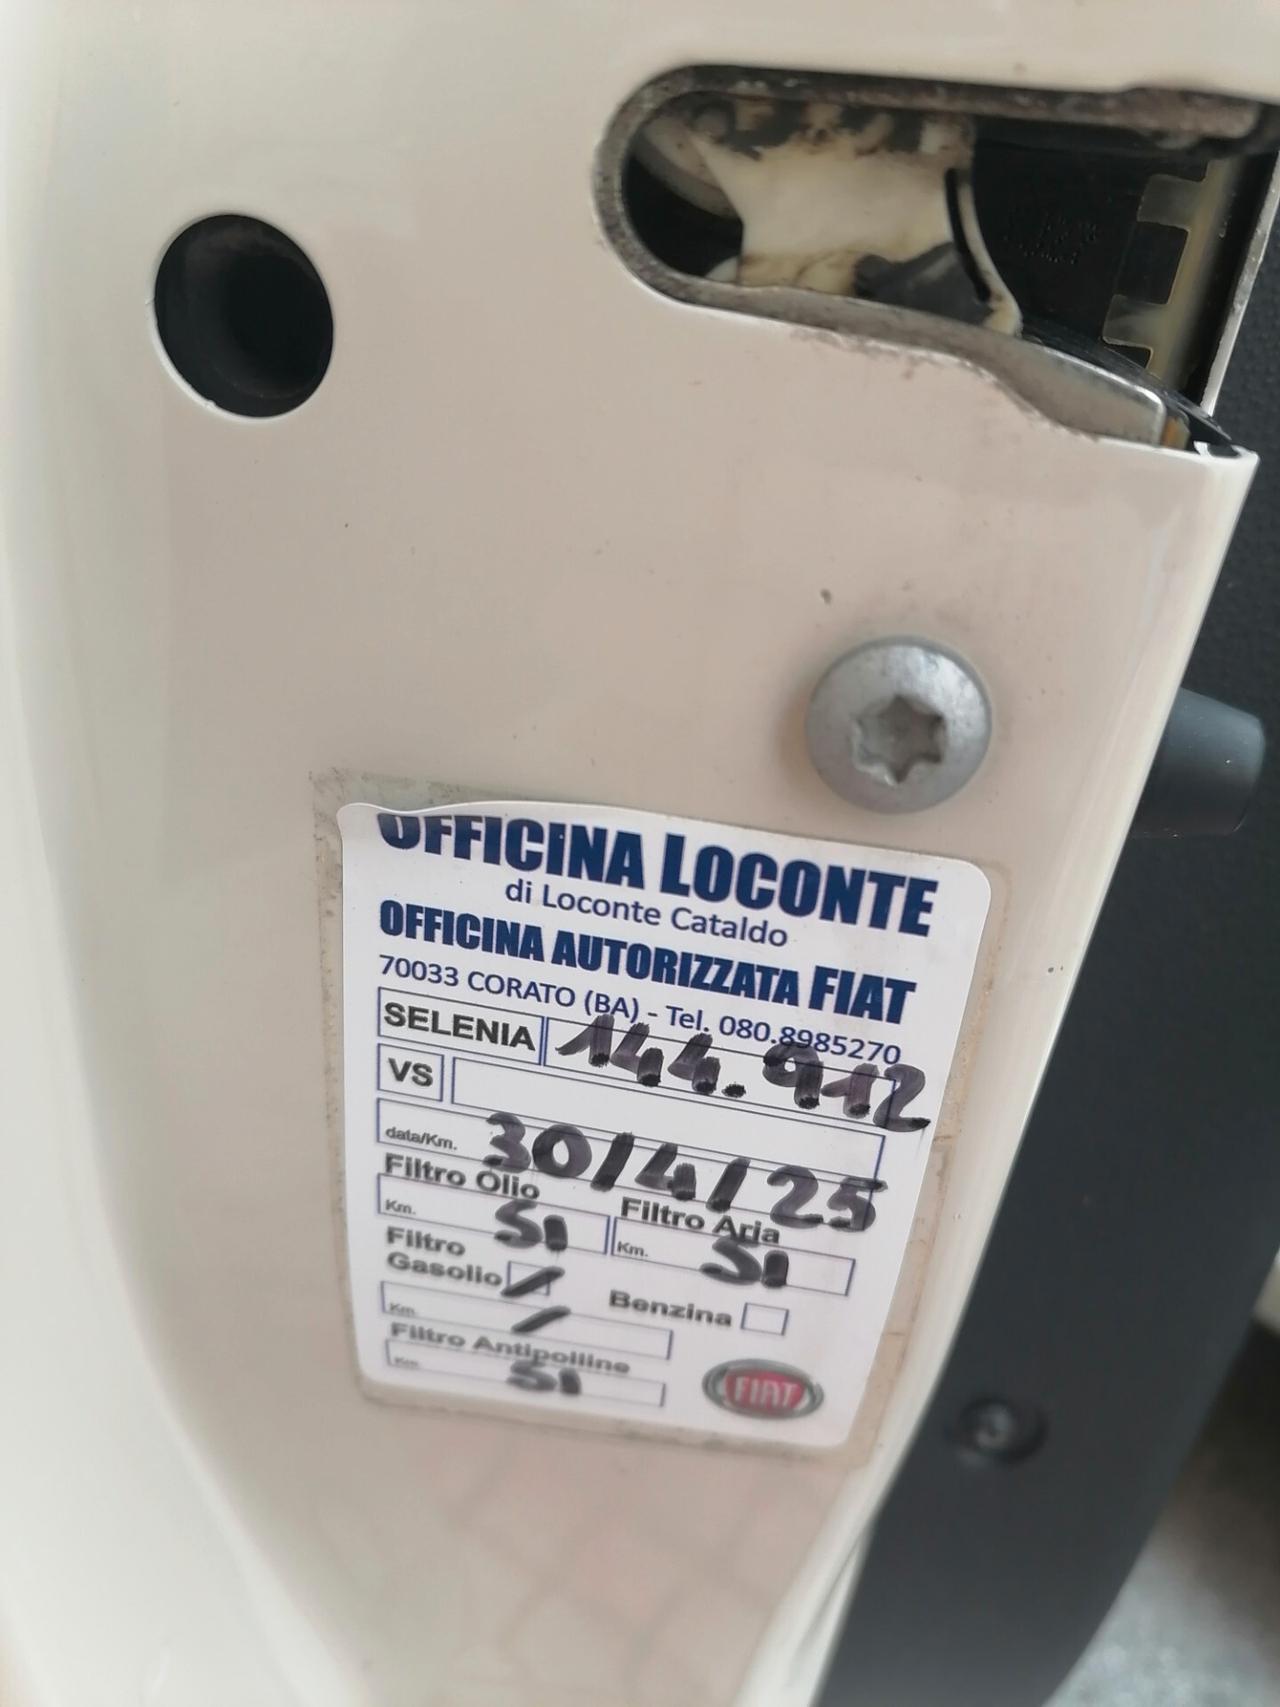 OFFICINA LOCONTE
di Loconte Cataldo
OFFICINA AUTORIZZATA FIAT
70033 CORATO (BA) - Tel. 080.8985270
SELENIA 144.912
VS
data/Km. 30/4/25
Filtro Olio Filtro Aria
Km. SI Km. SI
Filtro
Gasolio / Benzina
Km. /
Filtro Antipolline
Km. SI
FIAT